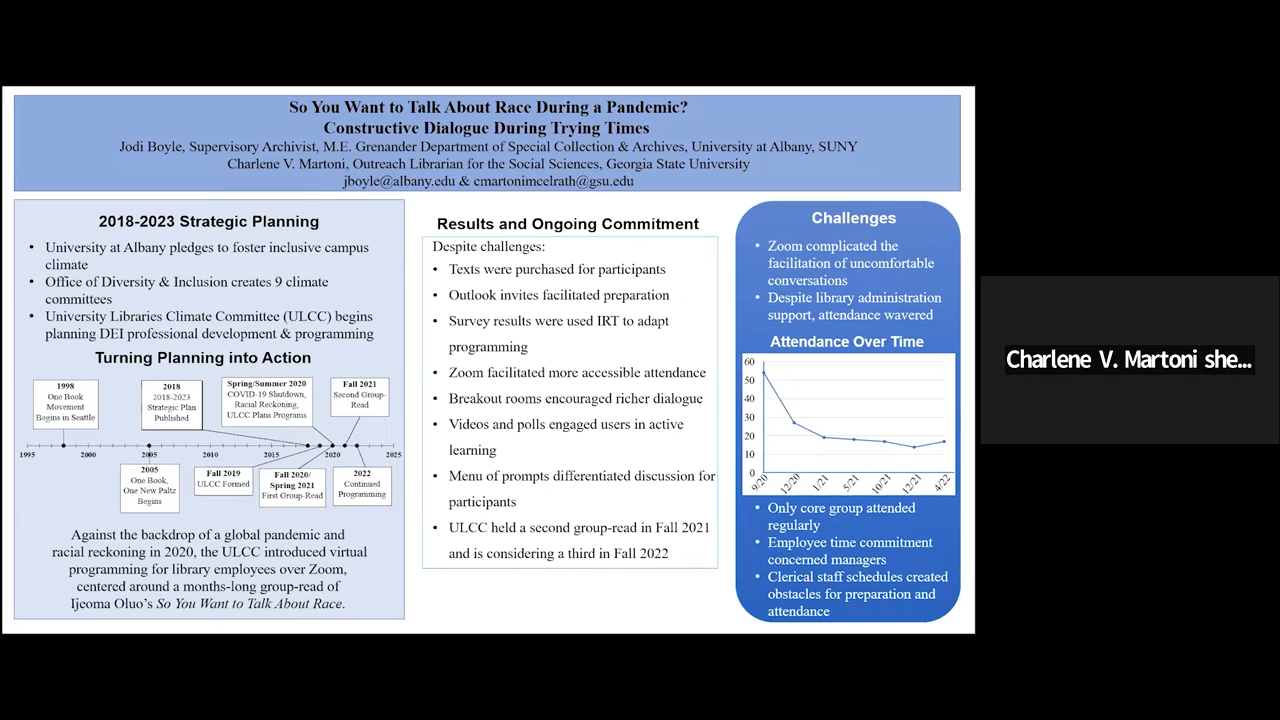 So You Want to Talk About Race During a Pandemic?
Constructive Dialogue During Trying Times
Jodi Boyle, Supervisory Archivist, M.E. Grenander Department of Special Collection & Archives, University at Albany, SUNY
Charlene V. Martoni, Outreach Librarian for the Social Sciences, Georgia State University
jboyle@albany.edu & cmartonimcelrath@gsu.edu
2018-2023 Strategic Planning
• University at Albany pledges to foster inclusive campus
climate
• Office of Diversity & Inclusion creates 9 climate
committees
• University Libraries Climate Committee (ULCC) begins
planning DEI professional development & programming
Turning Planning into Action
1998
One Book
Movement
Begins in Seattle
2018
2018-2023
Strategic Plan
Published
Spring/Summer 2020
COVID-19 Shutdown,
Racial Reckoning,
ULCC Plans Programs
Fall 2021
Second Group-
Read
1995 2000 2005 2010 2015 2020 2025
2005
One Book,
One New Paltz
Begins
Fall 2019
ULCC Formed
Fall 2020/
Spring 2021
First Group-Read
2022
Continued
Programming
Against the backdrop of a global pandemic and
racial reckoning in 2020, the ULCC introduced virtual
programming for library employees over Zoom,
centered around a months-long group-read of
Ijeoma Oluo's So You Want to Talk About Race.
Results and Ongoing Commitment
Despite challenges:
• Texts were purchased for participants
• Outlook invites facilitated preparation
• Survey results were used IRT to adapt
programming
• Zoom facilitated more accessible attendance
• Breakout rooms encouraged richer dialogue
• Videos and polls engaged users in active
learning
• Menu of prompts differentiated discussion for
participants
• ULCC held a second group-read in Fall 2021
and is considering a third in Fall 2022
Challenges
• Zoom complicated the
facilitation of uncomfortable
conversations
• Despite library administration
support, attendance wavered
Attendance Over Time
60
50
40
30
20
10
0
9/20 12/20 1/21 5/21 10/21 12/21 4/22
• Only core group attended
regularly
• Employee time commitment
concerned managers
• Clerical staff schedules created
obstacles for preparation and
attendance
Charlene V. Martoni she...